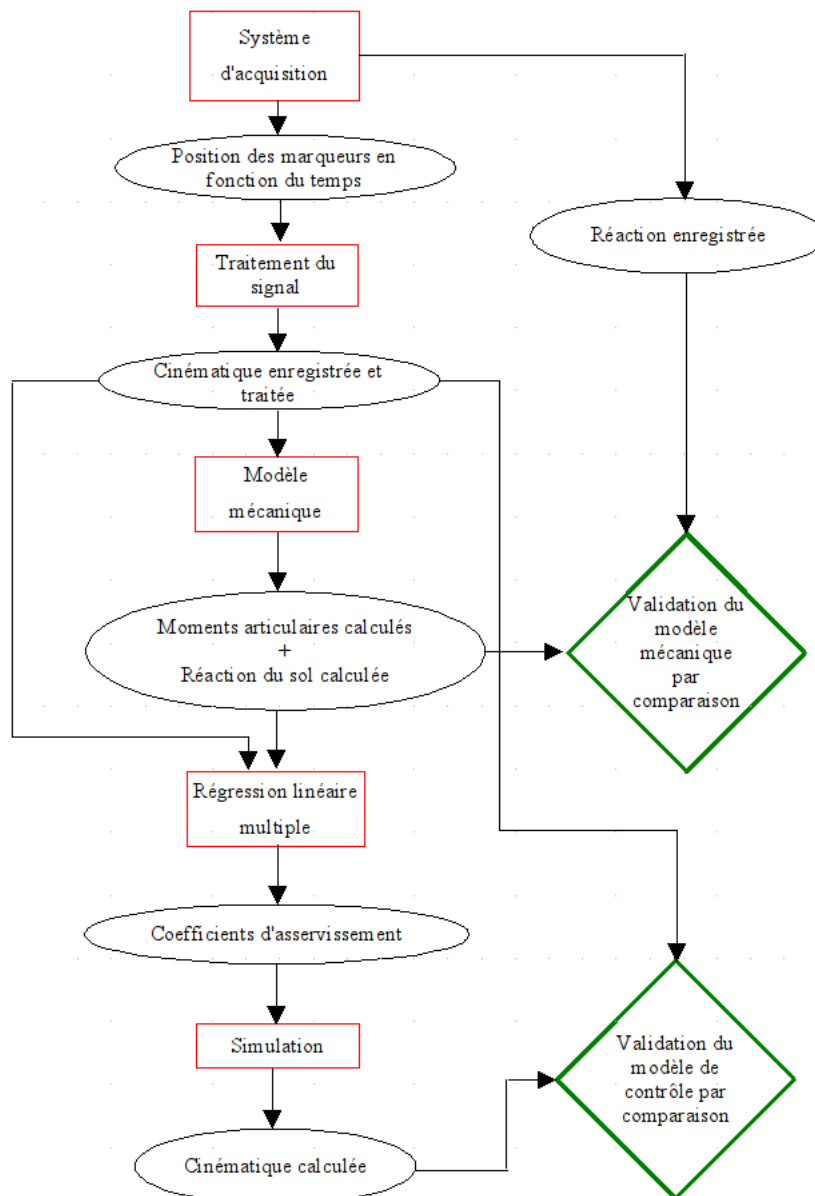 Système
d'acquisition
Position des marqueurs en
fonction du temps
Réaction enregistrée
Traitement du
signal
Cinématique enregistrée et
traitée
Modèle
mécanique
Moments articulaires calculés
+
Réaction du sol calculée
Validation du
modèle
mécanique
par
comparaison
Régression linéaire
multiple
Coefficients d'asservissement
Simulation
Validation du
modèle de
contrôle par
comparaison
Cinématique calculée